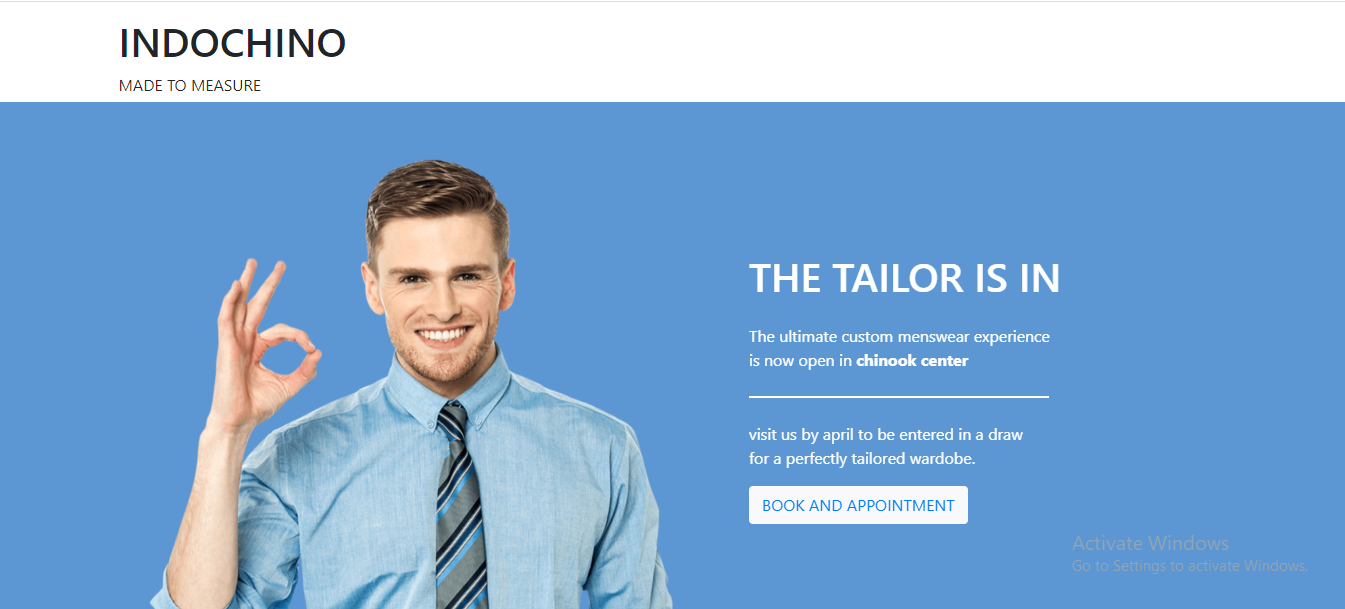 INDOCHINO
MADE TO MEASURE
THE TAILOR IS IN
The ultimate custom menswear experience
is now open in chinook center
visit us by april to be entered in a draw
for a perfectly tailored wardobe.
BOOK AND APPOINTMENT
Activate Windows
Go to Settings to activate Windows.